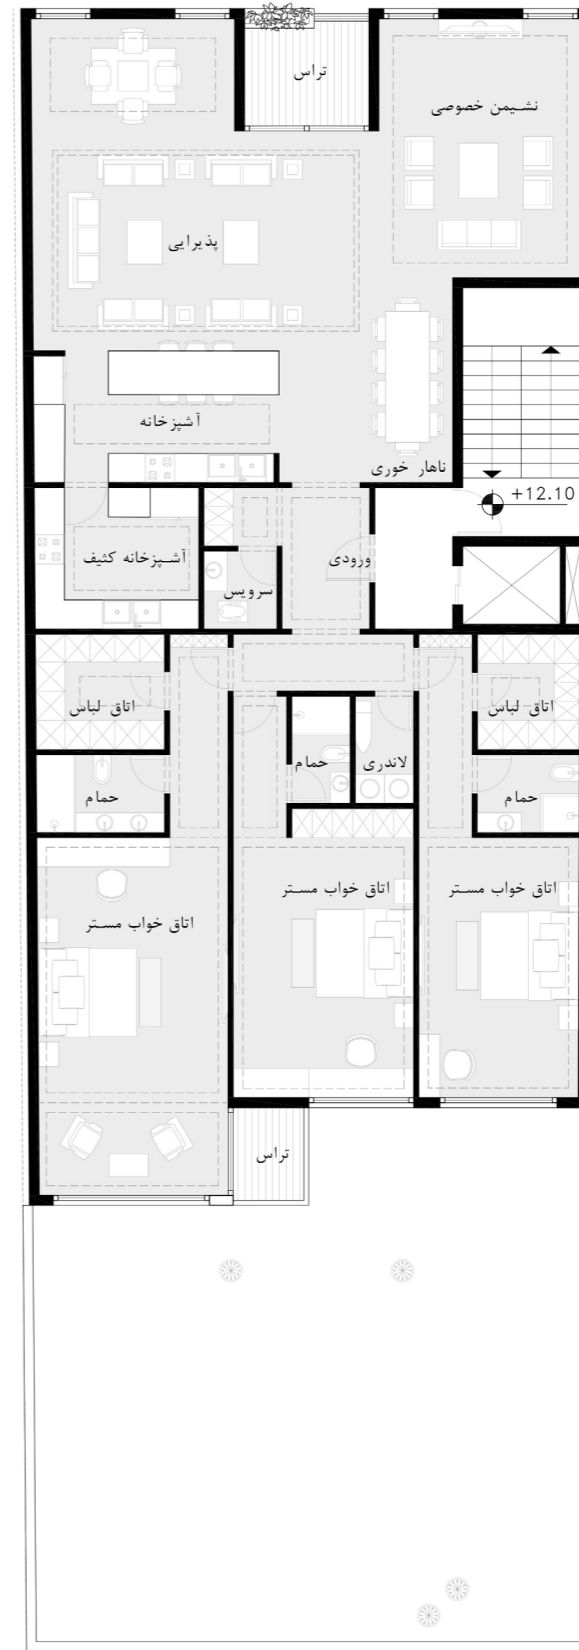 تراس
نشیمن خصوصی
پذیرایی
آشپزخانه
ناهار خوری
+12.10
آشپزخانه کثیف
ورودی
سرویس
اتاق لباس
اتاق لباس
حمام
لاندری
حمام
حمام
اتاق خواب مستر
اتاق خواب مستر
اتاق خواب مستر
تراس